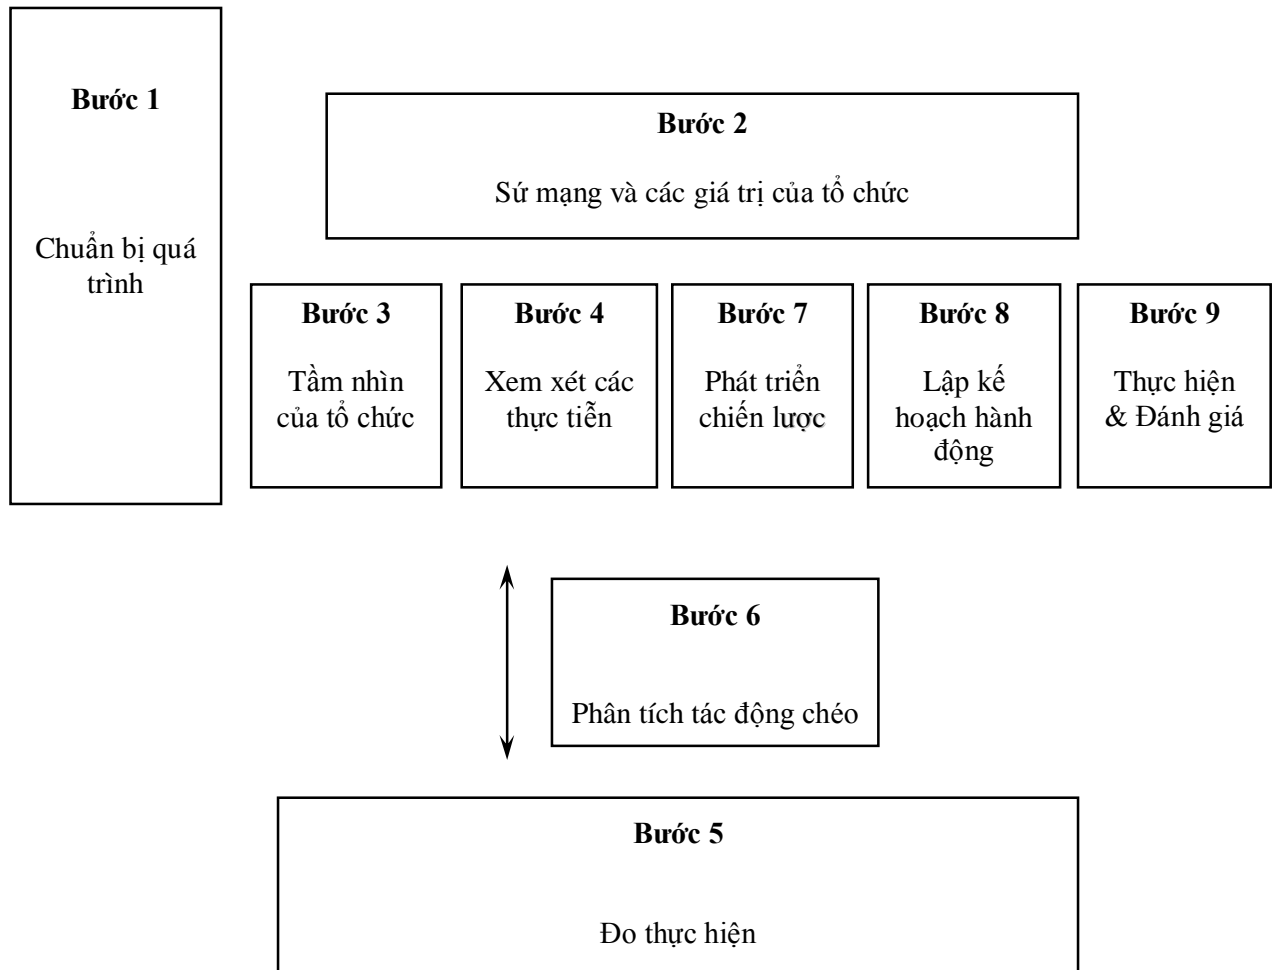 Bước 1
Chuẩn bị quá
trình
Bước 2
Sứ mạng và các giá trị của tổ chức
Bước 3
Tầm nhìn
của tổ chức
Bước 4
Xem xét các
thực tiễn
Bước 7
Phát triển
chiến lược
Bước 8
Lập kế
hoạch hành
động
Bước 9
Thực hiện
& Đánh giá
Bước 6
Phân tích tác động chéo
Bước 5
Đo thực hiện